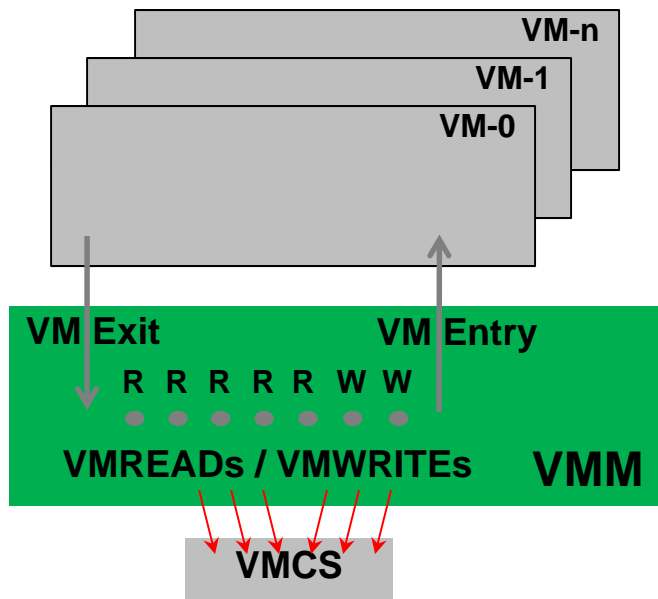 VM-n
VM-1
VM-0
VM Exit
VM Entry
R R R R R W W
VMREADs / VMWRITEs
VMM
VMCS